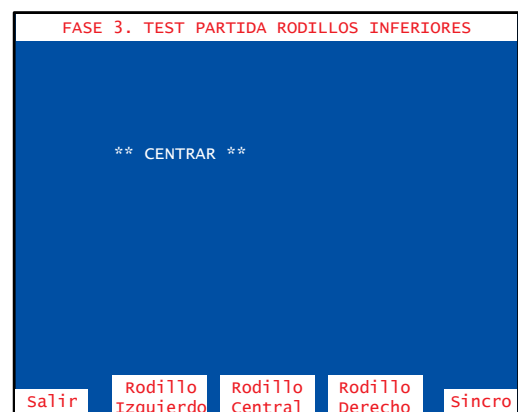 FASE 3. TEST PARTIDA RODILLOS INFERIORES
** CENTRAR **
Rodillo Rodillo Rodillo
Salir Izquierdo Central Derecho Sincro